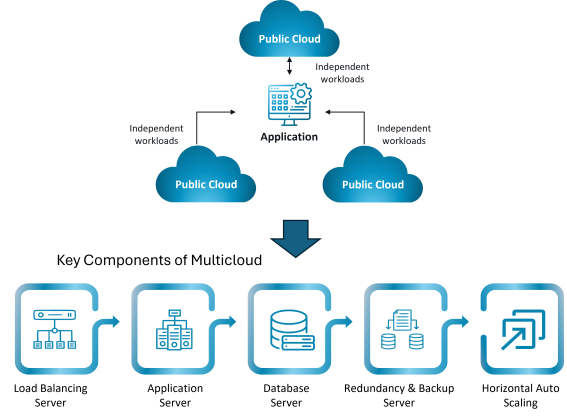 Public Cloud
Independent
workloads
Application
Independent
workloads
Independent
workloads
Public Cloud
Public Cloud
Key Components of Multicloud
Load Balancing
Server
Application
Server
Database
Server
Redundancy & Backup
Server
Horizontal Auto
Scaling